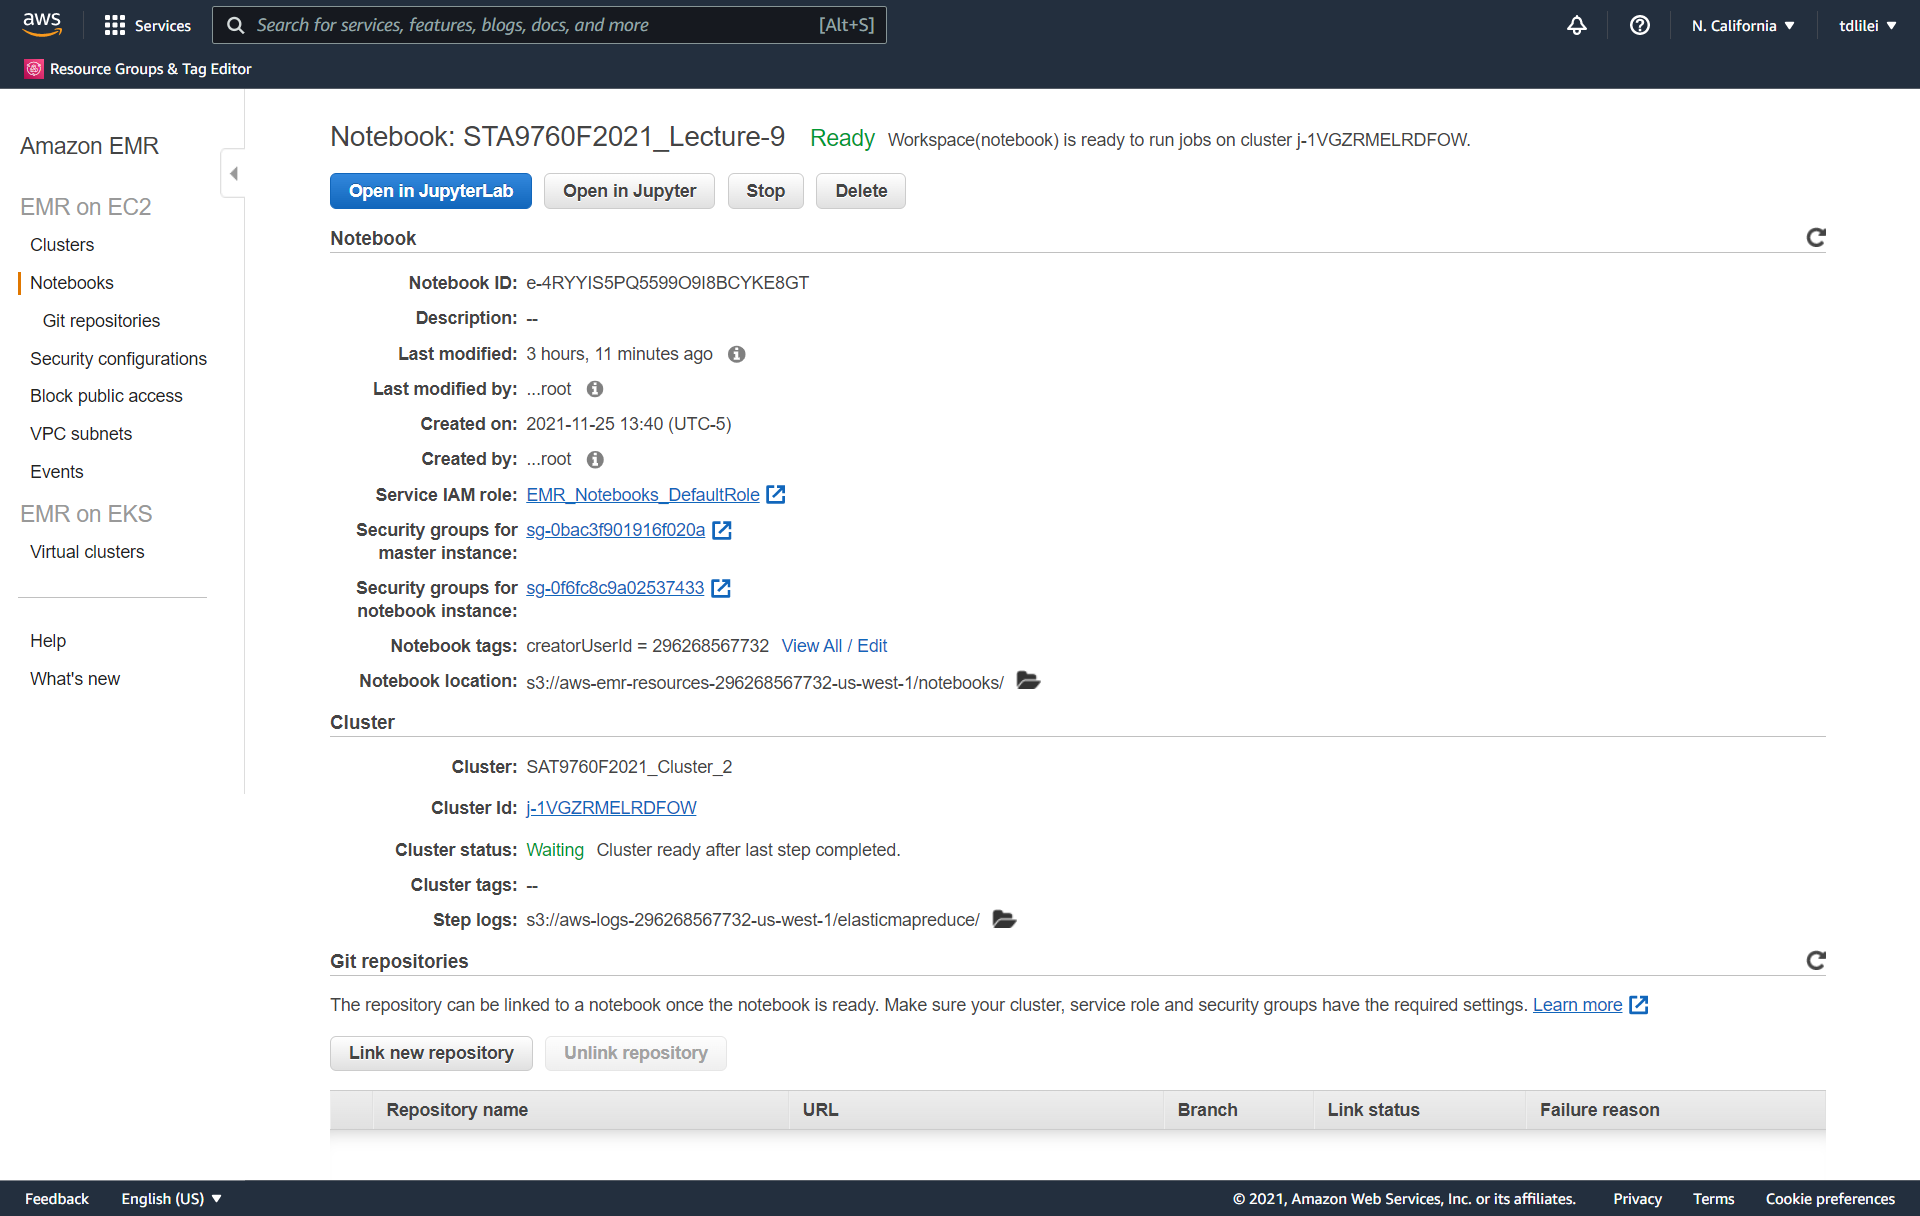 aws
Services
Search for services, features, blogs, docs, and more
[Alt+S]
N. California
tdlilei
Resource Groups & Tag Editor
Amazon EMR
EMR on EC2
Clusters
Notebooks
Git repositories
Security configurations
Block public access
VPC subnets
Events
EMR on EKS
Virtual clusters
Help
What's new
Notebook: STA9760F2021_Lecture-9 Ready Workspace(notebook) is ready to run jobs on cluster j-1VGZRMELRDFOW.
Open in JupyterLab Open in Jupyter Stop Delete
Notebook
Notebook ID: e-4RYYIS5PQ5599O9I8BCYKE8GT
Description: --
Last modified: 3 hours, 11 minutes ago
Last modified by: ...root
Created on: 2021-11-25 13:40 (UTC-5)
Created by: ...root
Service IAM role: EMR_Notebooks_DefaultRole
Security groups for sg-0bac3f901916f020a
master instance:
Security groups for sg-0f6fc8c9a02537433
notebook instance:
Notebook tags: creatorUserId = 296268567732 View All / Edit
Notebook location: s3://aws-emr-resources-296268567732-us-west-1/notebooks/
Cluster
Cluster: SAT9760F2021_Cluster_2
Cluster Id: j-1VGZRMELRDFOW
Cluster status: Waiting Cluster ready after last step completed.
Cluster tags: --
Step logs: s3://aws-logs-296268567732-us-west-1/elasticmapreduce/
Git repositories
The repository can be linked to a notebook once the notebook is ready. Make sure your cluster, service role and security groups have the required settings. Learn more
Link new repository Unlink repository
Repository name URL Branch Link status Failure reason
Feedback English (US) © 2021, Amazon Web Services, Inc. or its affiliates. Privacy Terms Cookie preferences